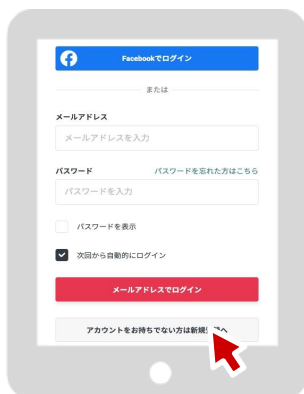 Facebookでログイン
または
メールアドレス
メールアドレスを入力
パスワード パスワードを忘れた方はこちら
パスワードを入力
パスワードを表示
次回から自動的にログイン
メールアドレスでログイン
アカウントをお持ちでない方は新規へ